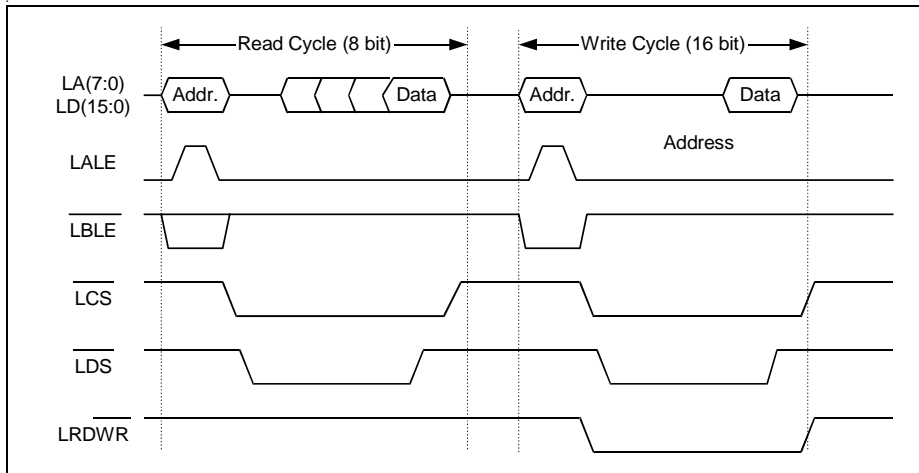 Read Cycle (8 bit) Write Cycle (16 bit)
LA(7:0)
LD(15:0)
Addr. Data Addr. Data
Address
LALE
LBLE
LCS
LDS
LRDWR